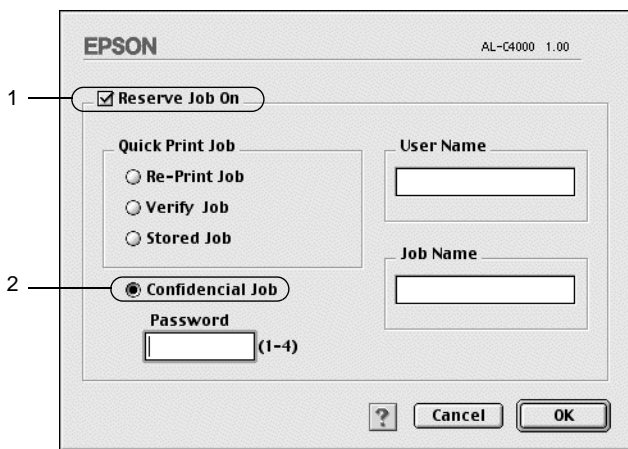 EPSON
AL-C4000 1.00
1
Reserve Job On
Quick Print Job
Re-Print Job
Verify Job
Stored Job
2
Confidencial Job
Password
(1-4)
User Name
Job Name
?
Cancel
OK